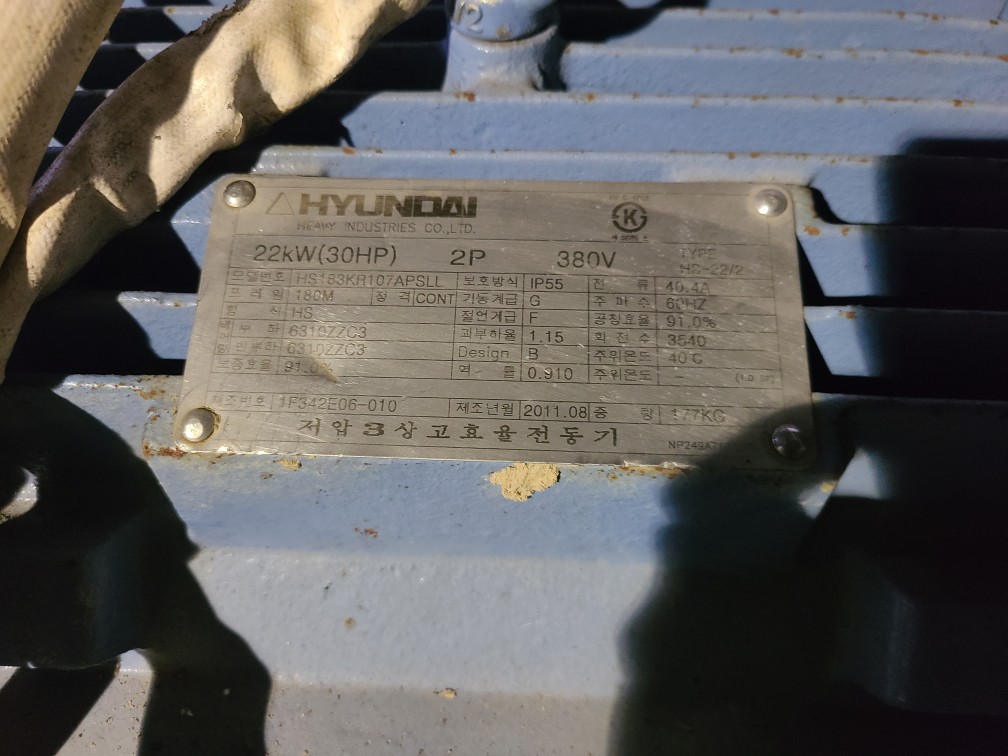 1/2
HYUNDAI
HEAVY INDUSTRIES CO.,LTD.
K
22kW(30HP) 2P 380V TYPE HS-22/2
모델번호 HS183KR107APSLL 보호방식 IP55 전 류 40.4A
프레임 180M 정격 CONT 기동계급 G 주파수 60HZ
형 식 HS 절연계급 F 공칭효율 91.0%
부 하 6310ZZC3 과부하율 1.15 회전수 3540
반부하 6310ZZC3 Design B 주위온도 40 C
보증효율 91.0% 역 률 0.910 주위온도 -
제조번호 1F342E06-010 제조년월 2011.08 중 량 177KG
저압3상고효율전동기